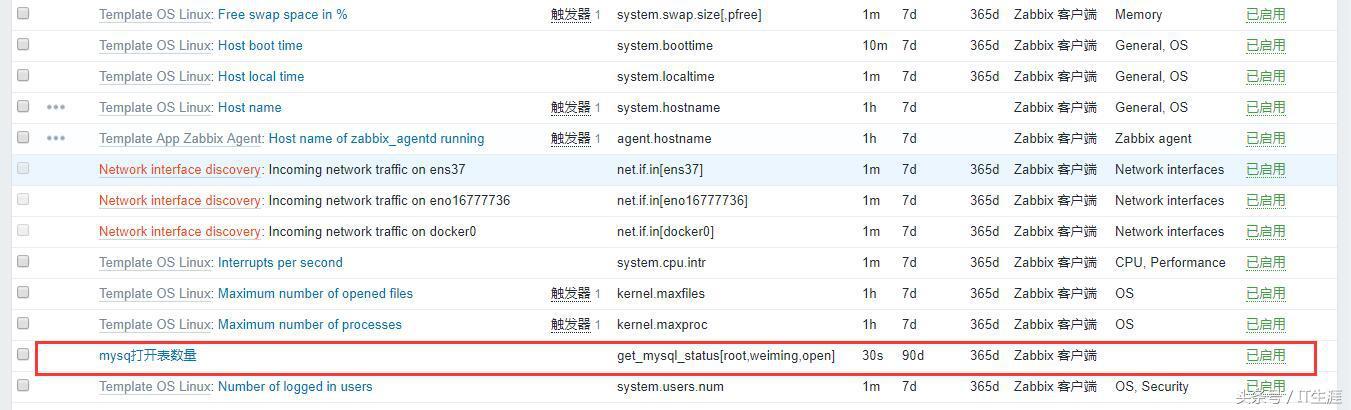 Template OS Linux: Free swap space in % 触发器 1 system.swap.size[,pfree] 1m 7d 365d Zabbix 客户端 Memory 已启用
Template OS Linux: Host boot time system.boottime 10m 7d 365d Zabbix 客户端 General, OS 已启用
Template OS Linux: Host local time system.localtime 1m 7d 365d Zabbix 客户端 General, OS 已启用
Template OS Linux: Host name 触发器 1 system.hostname 1h 7d Zabbix 客户端 General, OS 已启用
Template App Zabbix Agent: Host name of zabbix_agentd running 触发器 1 agent.hostname 1h 7d Zabbix 客户端 Zabbix agent 已启用
Network interface discovery: Incoming network traffic on ens37 net.if.in[ens37] 1m 7d 365d Zabbix 客户端 Network interfaces 已启用
Network interface discovery: Incoming network traffic on eno16777736 net.if.in[eno16777736] 1m 7d 365d Zabbix 客户端 Network interfaces 已启用
Network interface discovery: Incoming network traffic on docker0 net.if.in[docker0] 1m 7d 365d Zabbix 客户端 Network interfaces 已启用
Template OS Linux: Interrupts per second system.cpu.intr 1m 7d 365d Zabbix 客户端 CPU, Performance 已启用
Template OS Linux: Maximum number of opened files 触发器 1 kernel.maxfiles 1h 7d 365d Zabbix 客户端 OS 已启用
Template OS Linux: Maximum number of processes 触发器 1 kernel.maxproc 1h 7d 365d Zabbix 客户端 OS 已启用
mysq打开表数量 get_mysql_status[root,weiming,open] 30s 90d 365d Zabbix 客户端 已启用
Template OS Linux: Number of logged in users system.users.num 1m 7d 365d Zabbix 客户端 OS, Security 已启用
头条号 / IT生涯